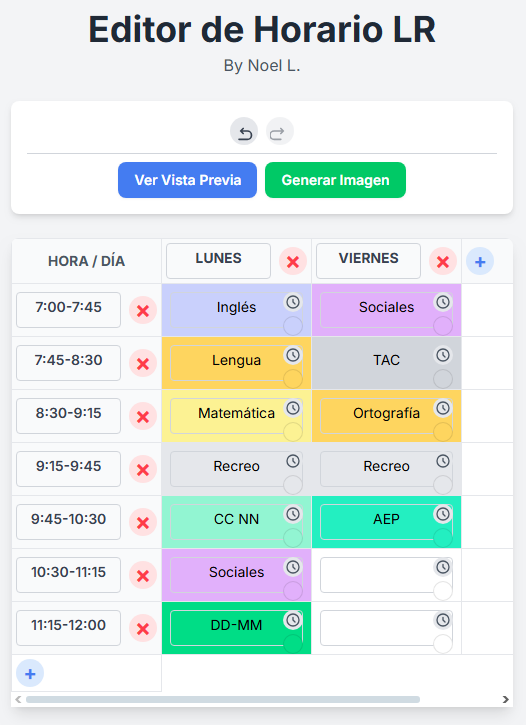 Editor de Horario LR
By Noel L.
Ver Vista Previa Generar Imagen
HORA / DÍA LUNES VIERNES
7:00-7:45 Inglés Sociales
7:45-8:30 Lengua TAC
8:30-9:15 Matemática Ortografía
9:15-9:45 Recreo Recreo
9:45-10:30 CC NN AEP
10:30-11:15 Sociales
11:15-12:00 DD-MM